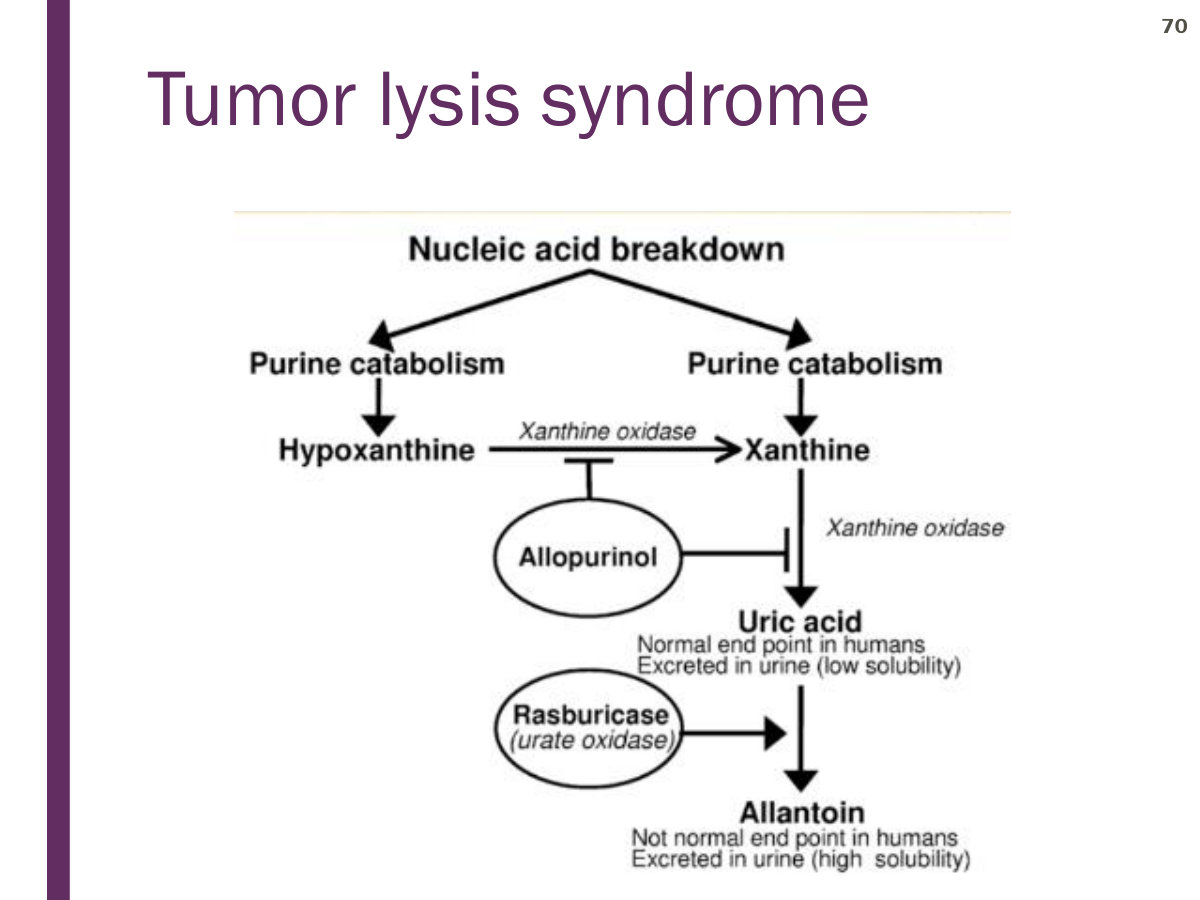 70
Tumor lysis syndrome
Nucleic acid breakdown
Purine catabolism
Purine catabolism
Xanthine oxidase
Hypoxanthine
Xanthine
Xanthine oxidase
Allopurinol
Uric acid
Normal end point in humans
Excreted in urine (low solubility)
Rasburicase
(urate oxidase)
Allantoin
Not normal end point in humans
Excreted in urine (high solubility)